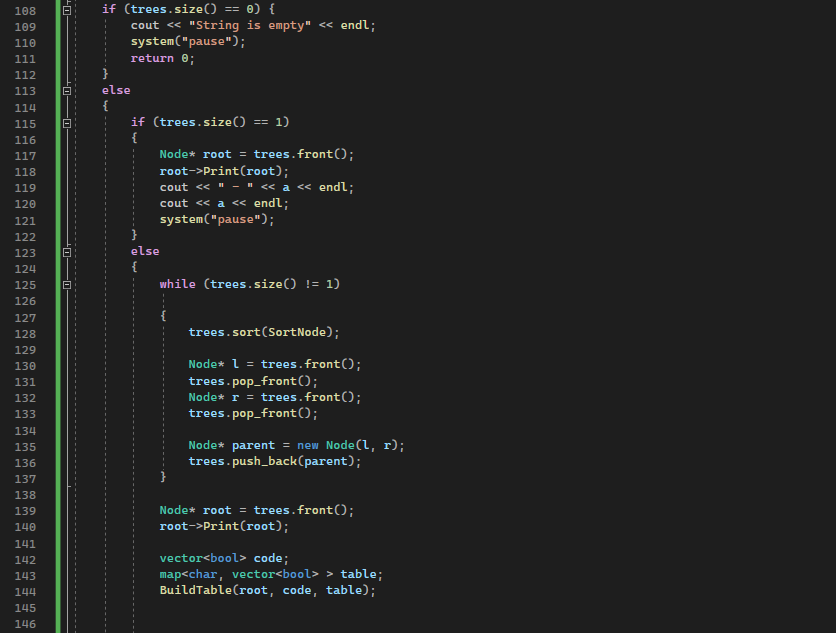 108 if (trees.size() == 0) {
109 cout << "String is empty" << endl;
110 system("pause");
111 return 0;
112 }
113 else
114 {
115 if (trees.size() == 1)
116 {
117 Node* root = trees.front();
118 root->Print(root);
119 cout << " - " << a << endl;
120 cout << a << endl;
121 system("pause");
122 }
123 else
124 {
125 while (trees.size() != 1)
126
127 {
128 trees.sort(SortNode);
129
130 Node* l = trees.front();
131 trees.pop_front();
132 Node* r = trees.front();
133 trees.pop_front();
134
135 Node* parent = new Node(l, r);
136 trees.push_back(parent);
137 }
138
139 Node* root = trees.front();
140 root->Print(root);
141
142 vector<bool> code;
143 map<char, vector<bool> > table;
144 BuildTable(root, code, table);
145
146